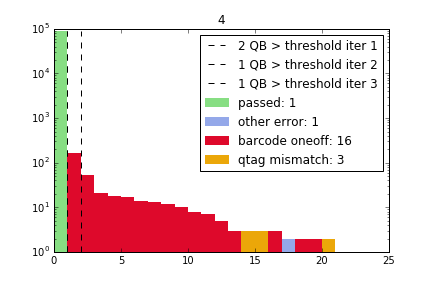 4
10^5
10^4
10^3
10^2
10^1
10^0
0 5 10 15 20 25
2 QB > threshold iter 1
1 QB > threshold iter 2
1 QB > threshold iter 3
passed: 1
other error: 1
barcode oneoff: 16
qtag mismatch: 3